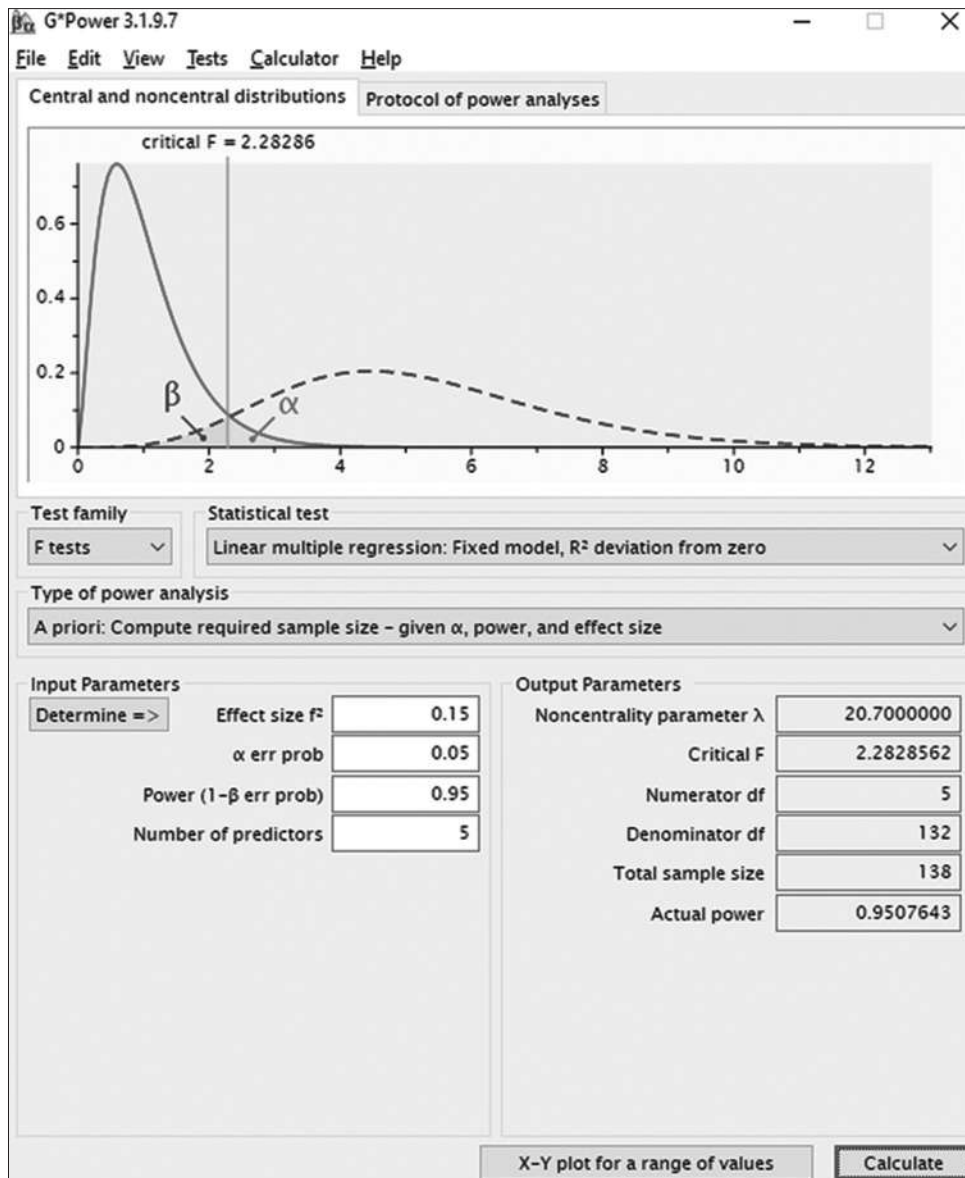 βα G*Power 3.1.9.7
File Edit View Tests Calculator Help
Central and noncentral distributions Protocol of power analyses
critical F = 2.28286
0.6
0.4
0.2
0
β
α
0 2 4 6 8 10 12
Test family
F tests
Statistical test
Linear multiple regression: Fixed model, R² deviation from zero
Type of power analysis
A priori: Compute required sample size – given α, power, and effect size
Input Parameters
Determine =>
Effect size f² 0.15
α err prob 0.05
Power (1-β err prob) 0.95
Number of predictors 5
Output Parameters
Noncentrality parameter λ 20.7000000
Critical F 2.2828562
Numerator df 5
Denominator df 132
Total sample size 138
Actual power 0.9507643
X-Y plot for a range of values Calculate